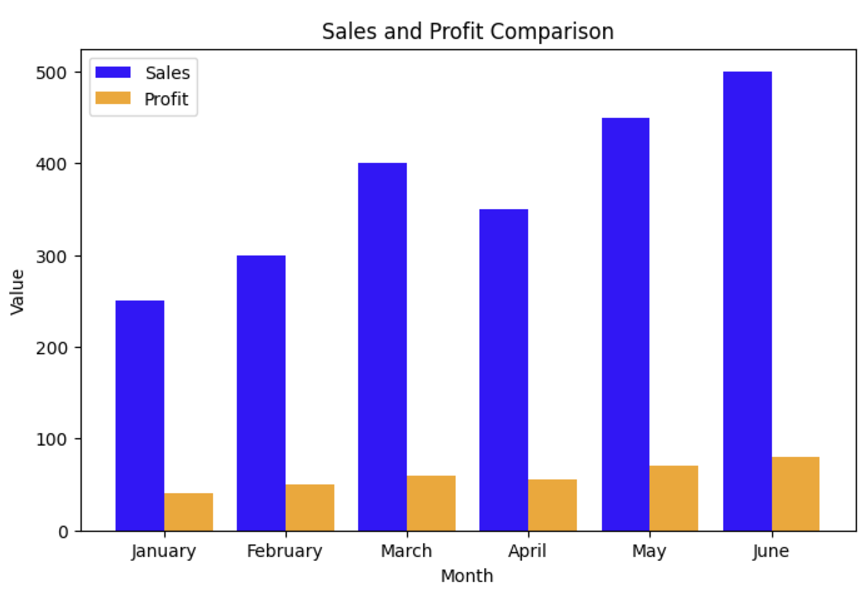 Sales and Profit Comparison
Sales
Profit
500
400
300
200
100
0
Value
January February March April May June
Month